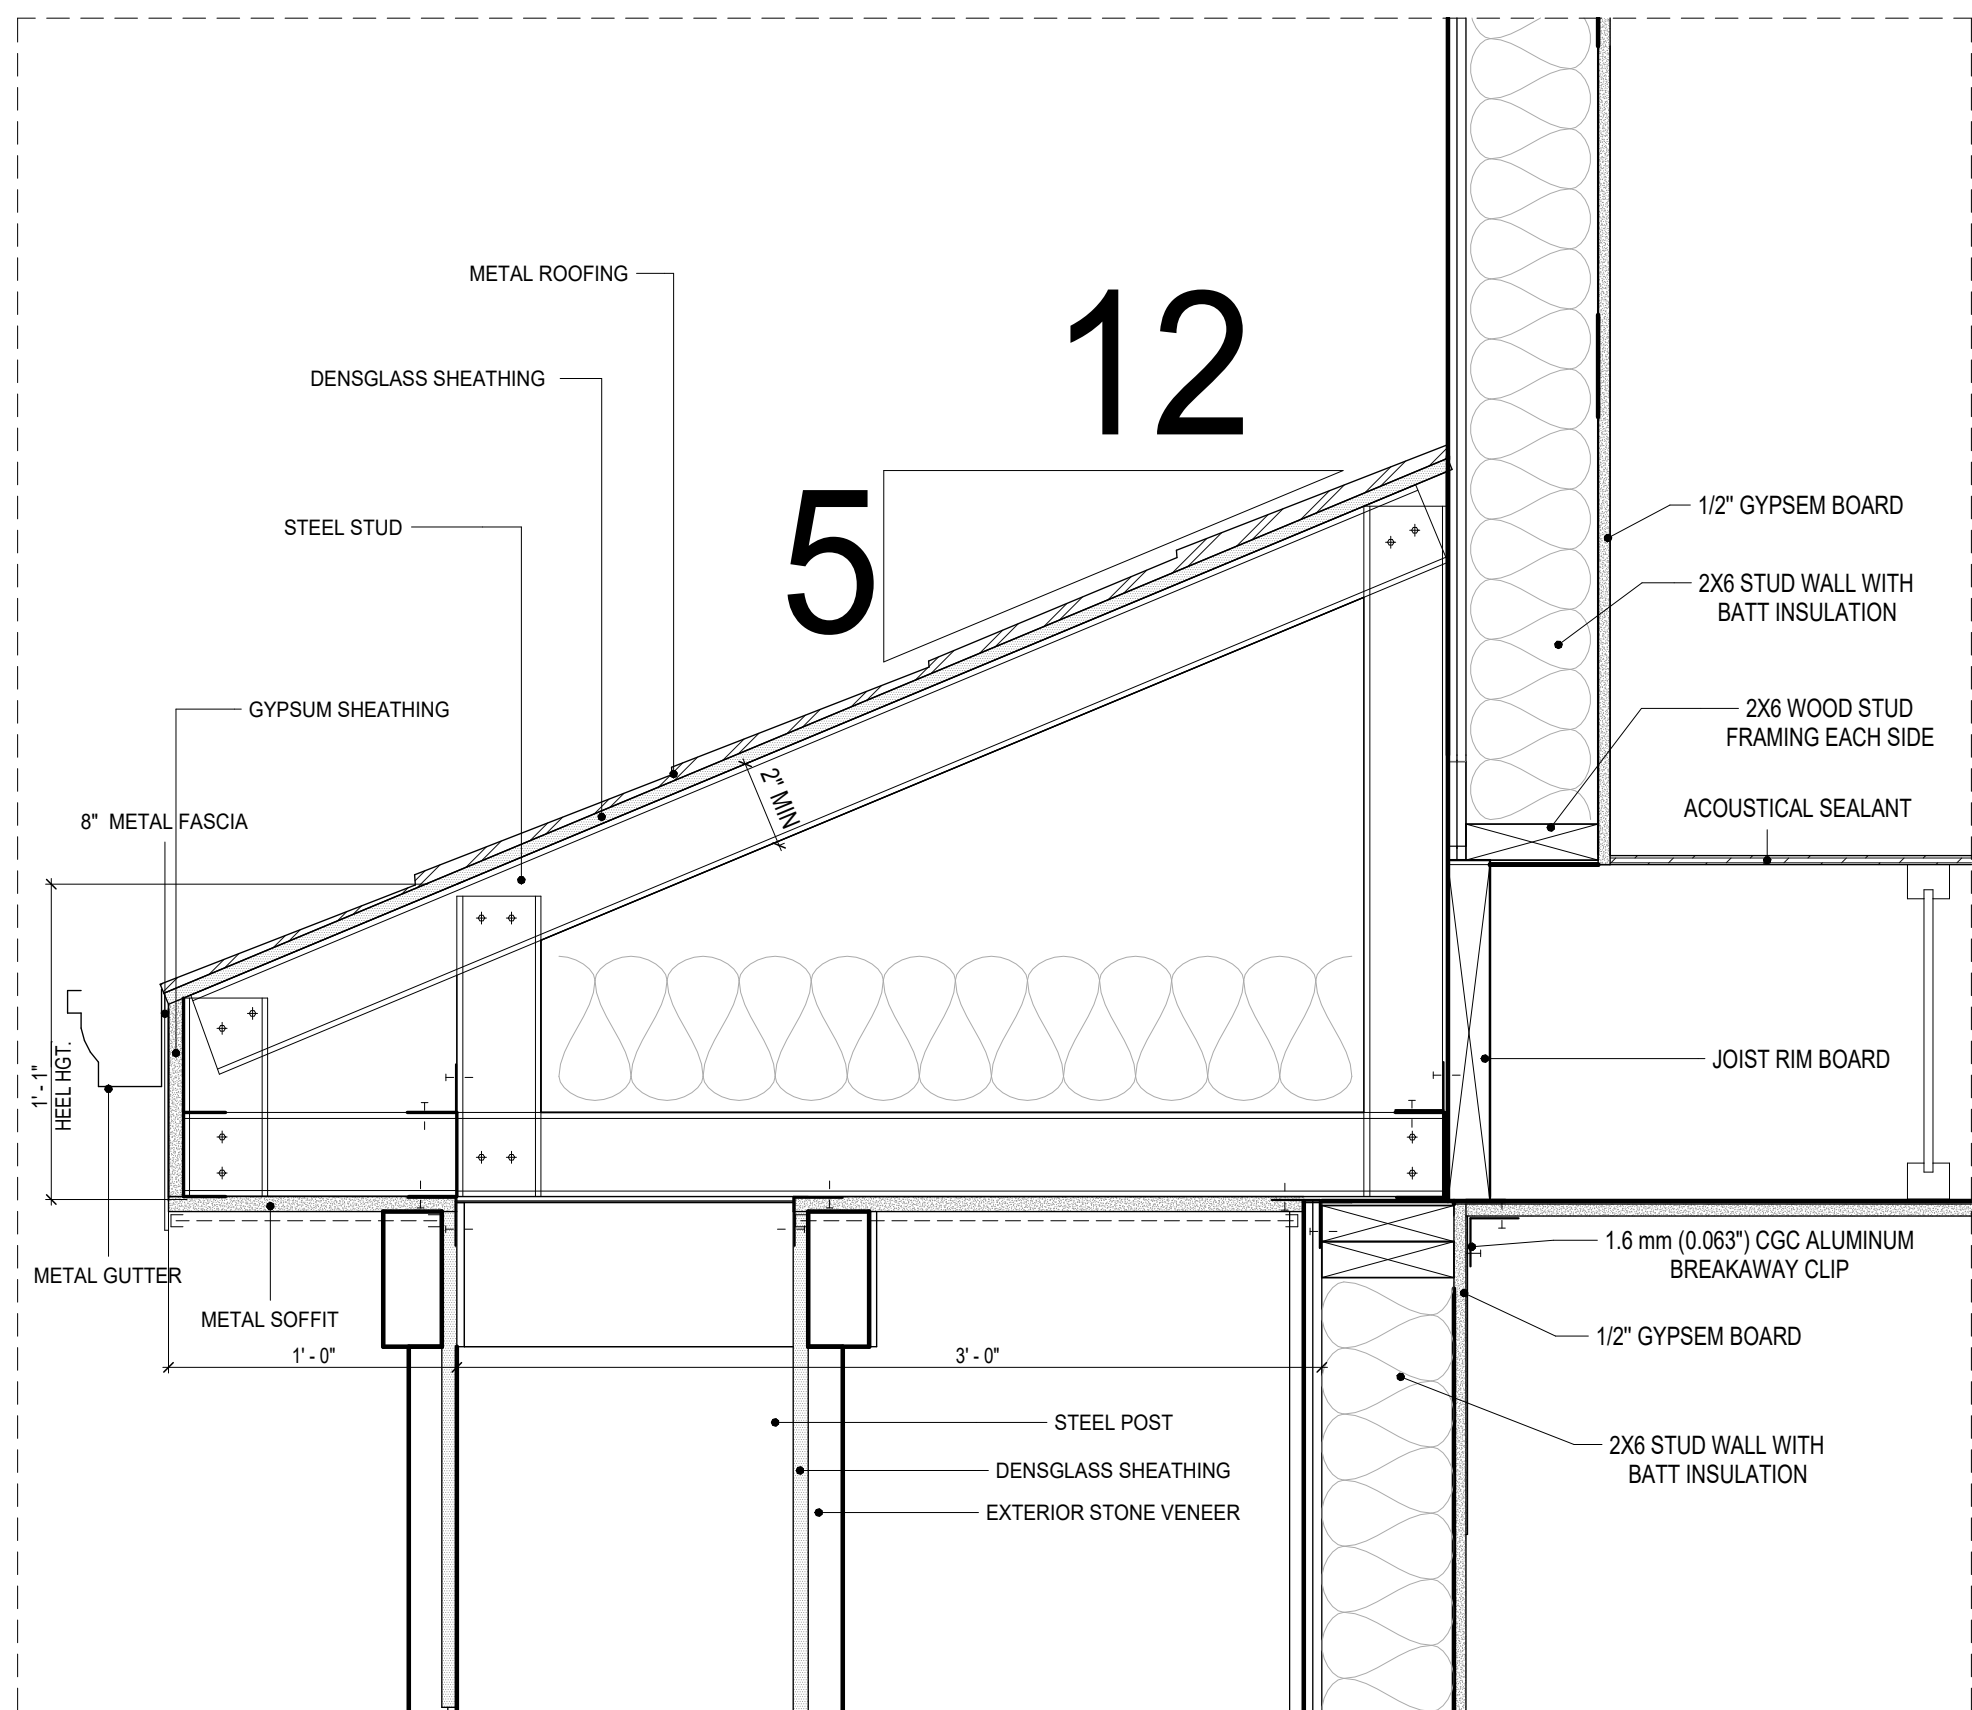 METAL ROOFING
12
DENSGLASS SHEATHING
5
STEEL STUD
1/2" GYPSEM BOARD
2X6 STUD WALL WITH
BATT INSULATION
GYPSUM SHEATHING
2X6 WOOD STUD
FRAMING EACH SIDE
2" MIN
8" METAL FASCIA
ACOUSTICAL SEALANT
1' - 1"
HEEL HGT.
JOIST RIM BOARD
METAL GUTTER
METAL SOFFIT
1.6 mm (0.063") CGC ALUMINUM
BREAKAWAY CLIP
1/2" GYPSEM BOARD
1' - 0"
3' - 0"
STEEL POST
DENSGLASS SHEATHING
EXTERIOR STONE VENEER
2X6 STUD WALL WITH
BATT INSULATION